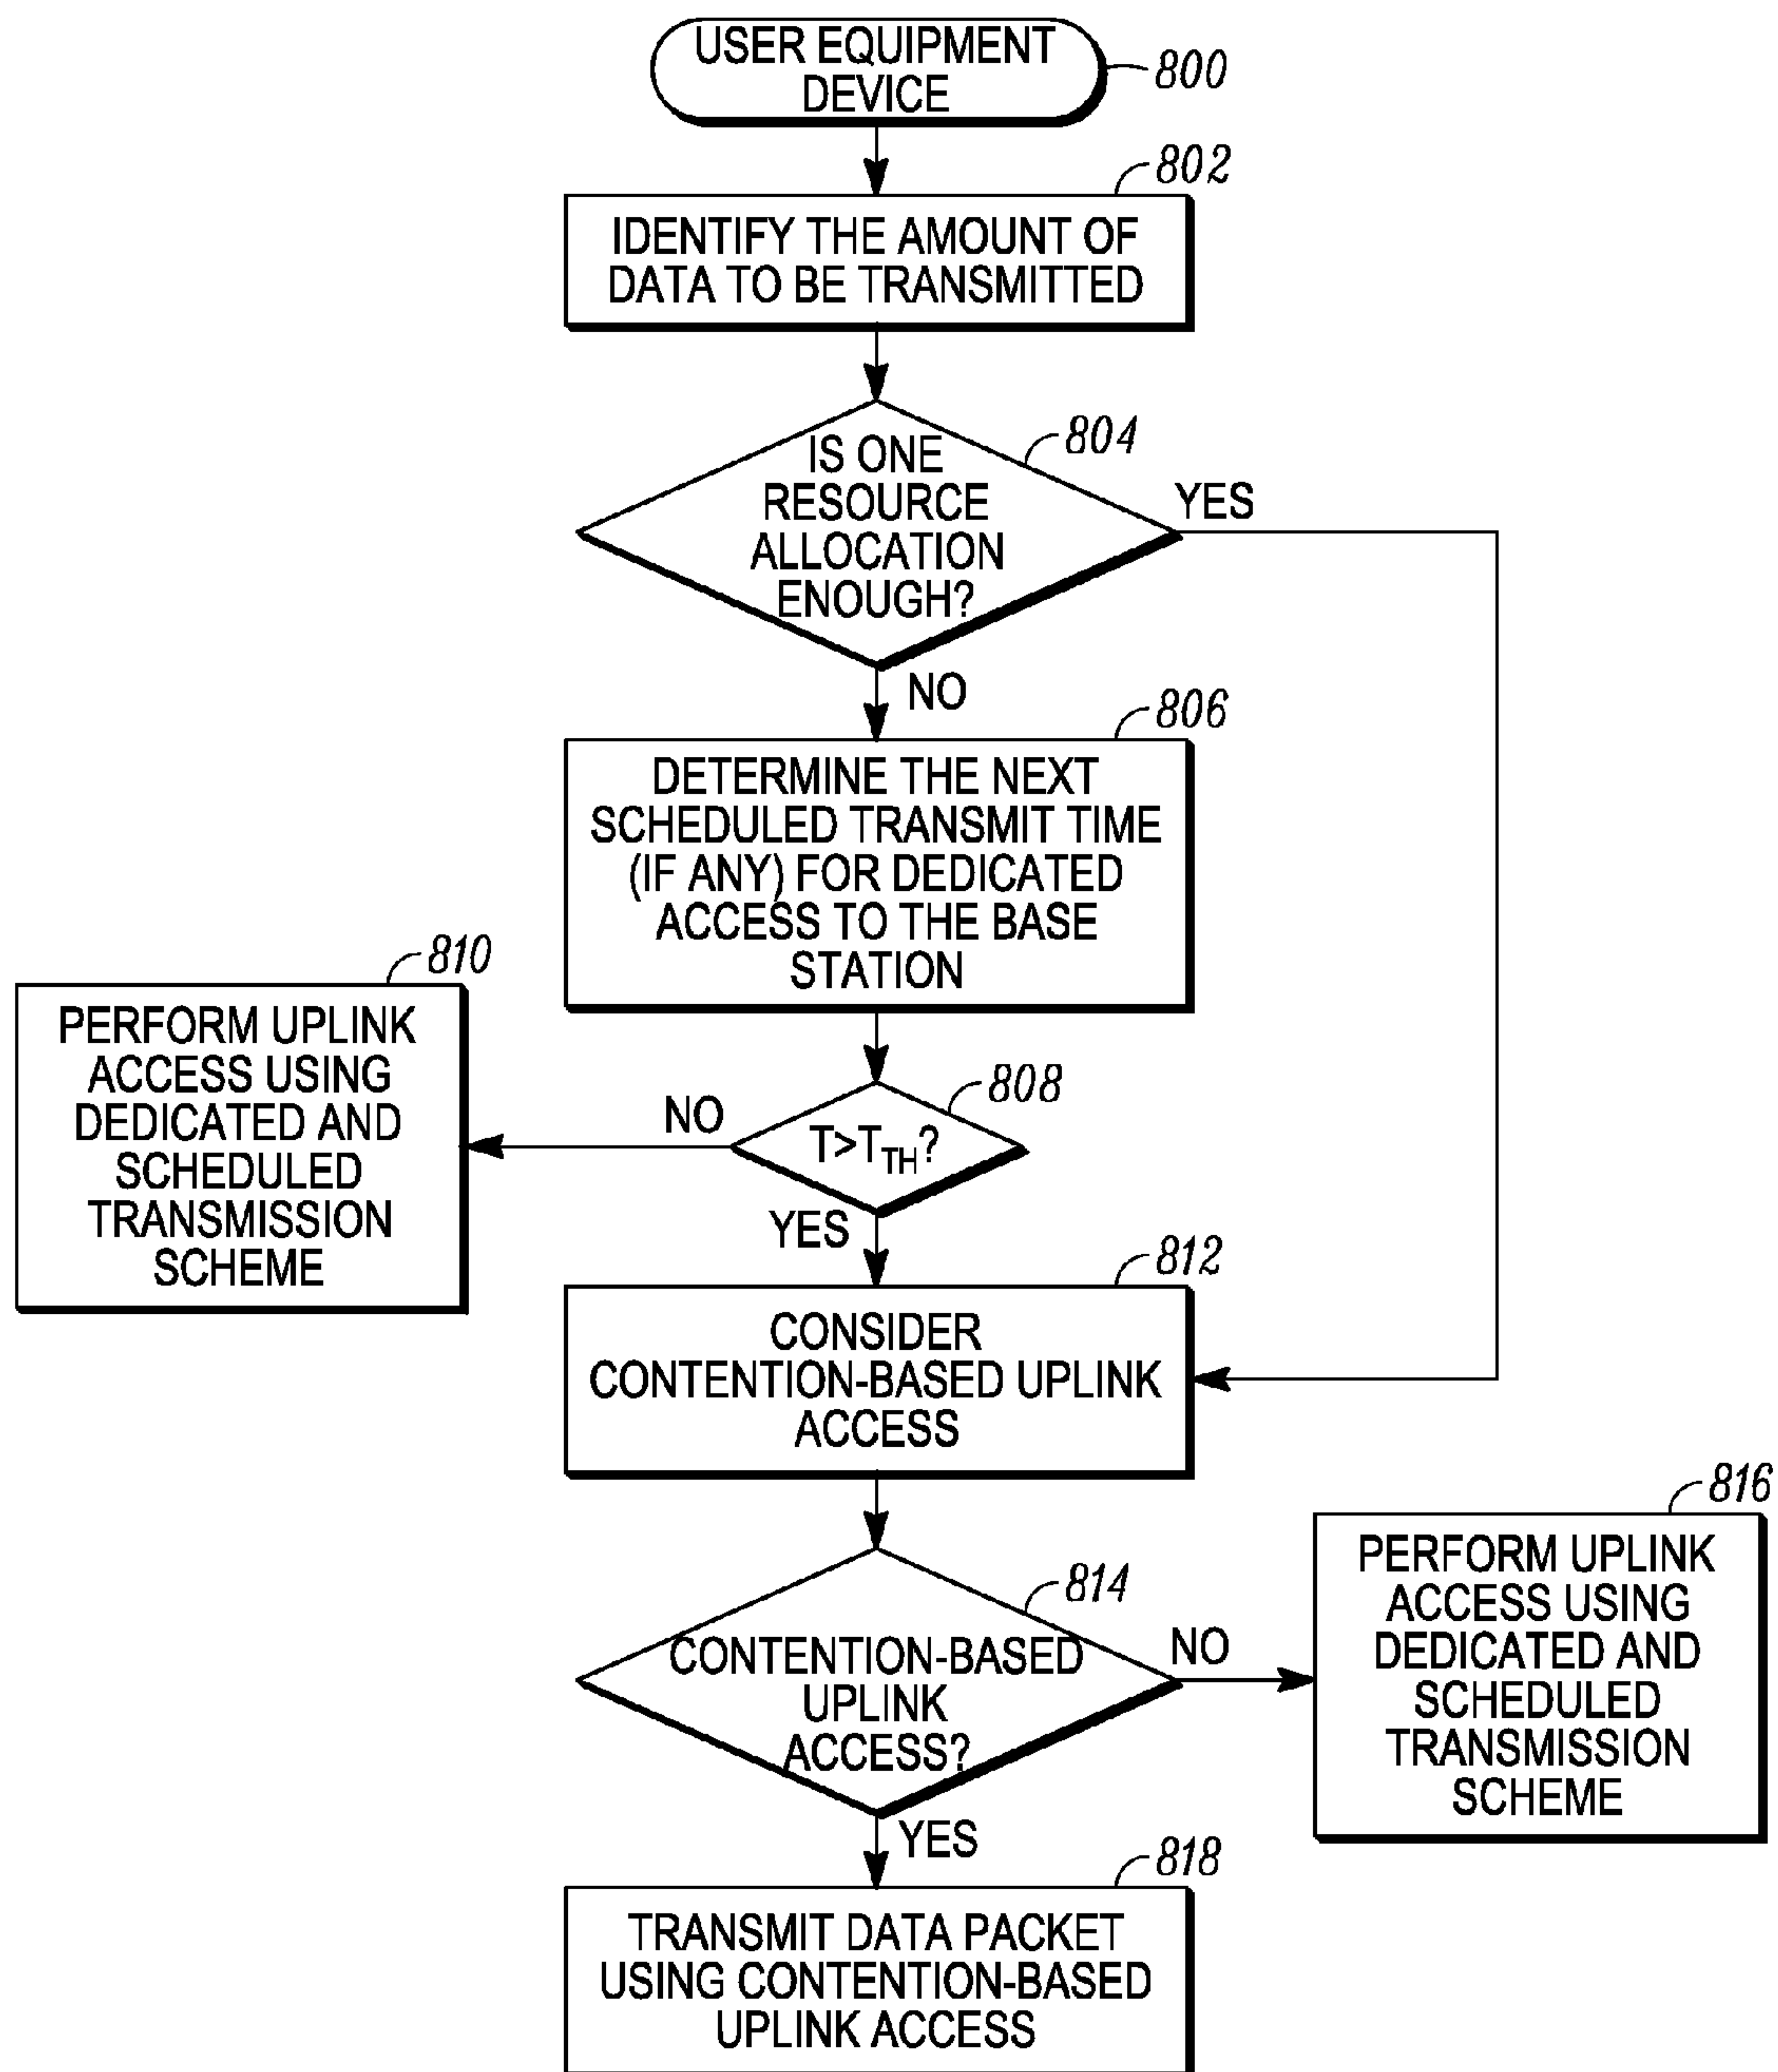 USER EQUIPMENT
DEVICE
800
802
IDENTIFY THE AMOUNT OF
DATA TO BE TRANSMITTED
804
IS ONE
RESOURCE
ALLOCATION
ENOUGH?
YES
NO
806
DETERMINE THE NEXT
SCHEDULED TRANSMIT TIME
(IF ANY) FOR DEDICATED
ACCESS TO THE BASE
STATION
808
T>TTH?
NO
YES
810
PERFORM UPLINK
ACCESS USING
DEDICATED AND
SCHEDULED
TRANSMISSION
SCHEME
812
CONSIDER
CONTENTION-BASED UPLINK
ACCESS
814
CONTENTION-BASED
UPLINK
ACCESS?
NO
YES
816
PERFORM UPLINK
ACCESS USING
DEDICATED AND
SCHEDULED
TRANSMISSION
SCHEME
818
TRANSMIT DATA PACKET
USING CONTENTION-BASED
UPLINK ACCESS